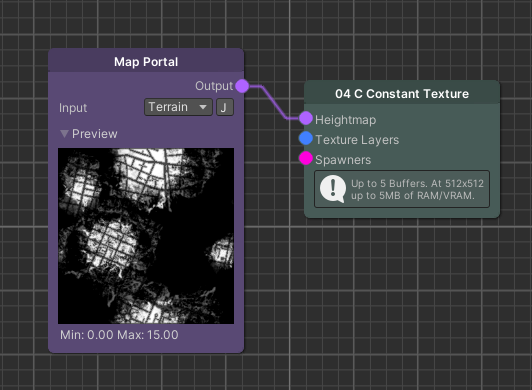 Map Portal
Output
Input Terrain J
Preview
Min: 0.00 Max: 15.00
04 C Constant Texture
Heightmap
Texture Layers
Spawners
Up to 5 Buffers. At 512x512
up to 5MB of RAM/VRAM.